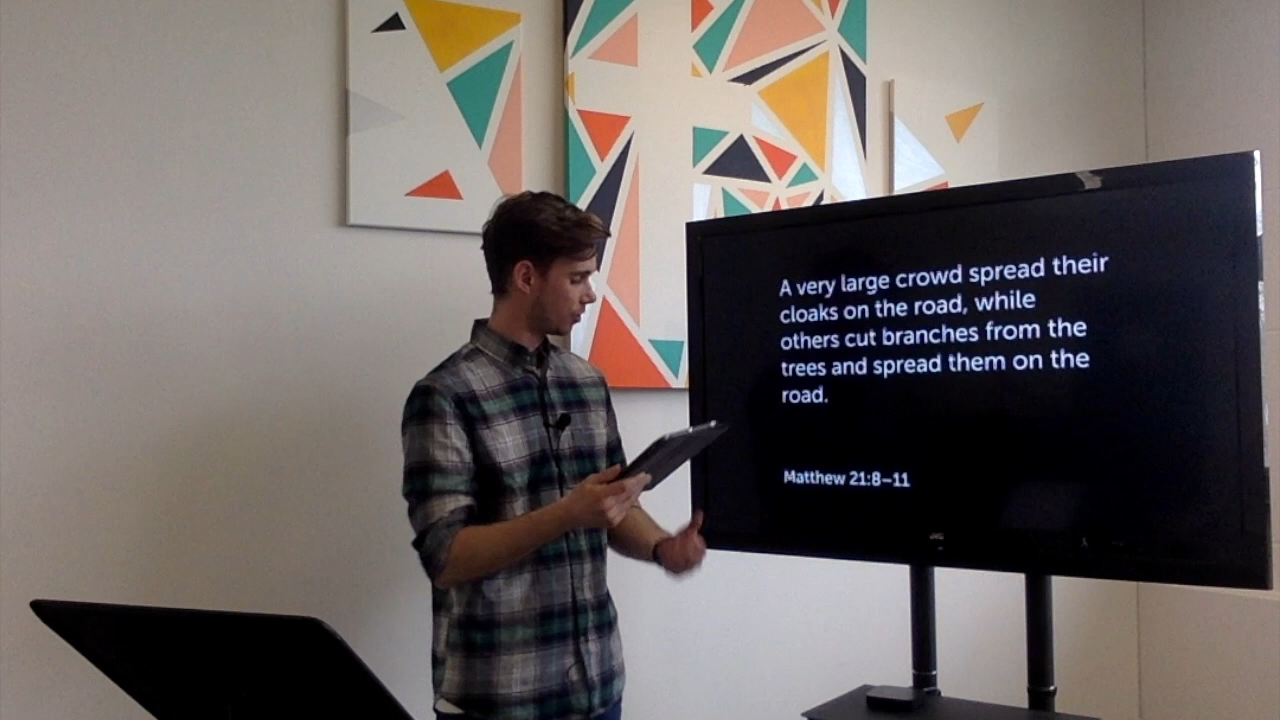 A very large crowd spread their
cloaks on the road, while
others cut branches from the
trees and spread them on the
road.
Matthew 21:8–11